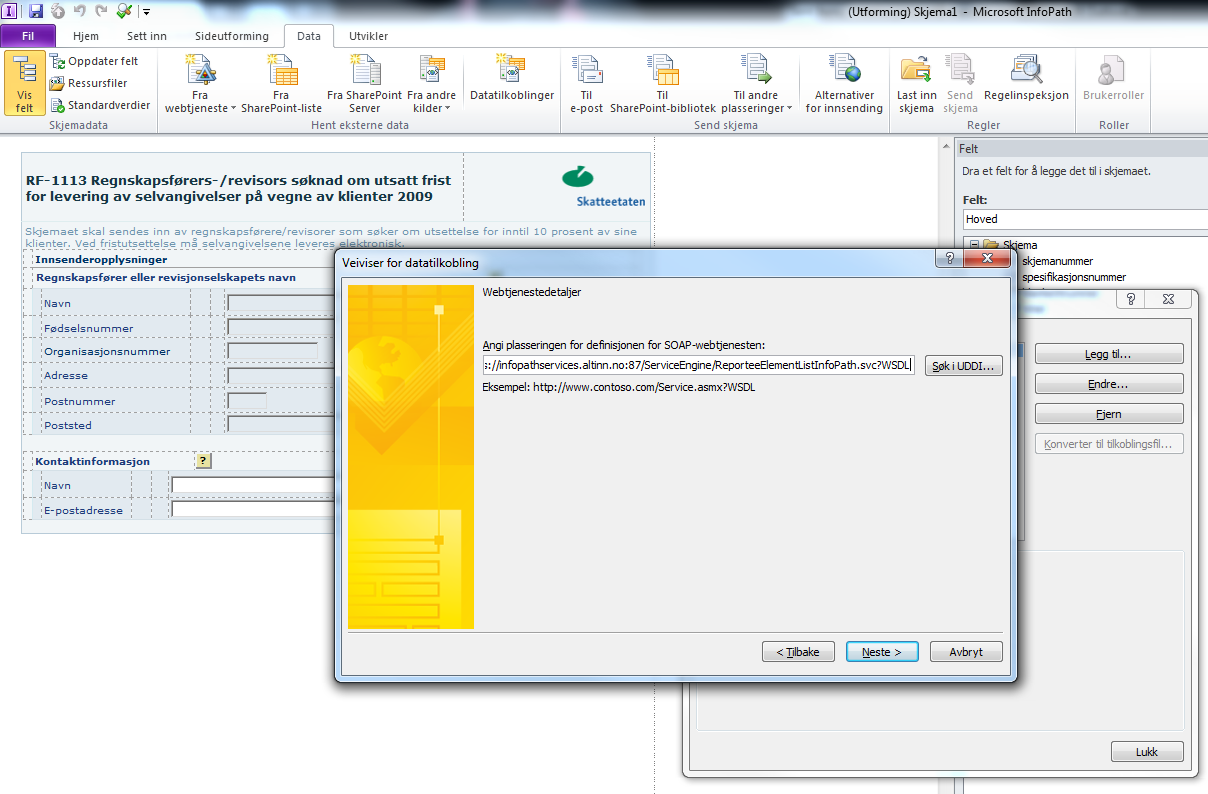 (Utforming) Skjema1 - Microsoft InfoPath
Fil Hjem Sett inn Sideutforming Data Utvikler
Vis felt
Oppdater felt
Ressursfiler
Standardverdier
Skjemadata
Fra webtjeneste
Fra SharePoint-liste
Fra SharePoint Server
Fra andre kilder
Hent eksterne data
Datatilkoblinger
Til e-post
Til SharePoint-bibliotek
Til andre plasseringer
Send skjema
Alternativer for innsending
Last inn skjema
Send skjema
Regelinspeksjon
Regler
Brukerroller
Roller
RF-1113 Regnskapsførers-/revisors søknad om utsatt frist
for levering av selvangivelser på vegne av klienter 2009
Skatteetaten
Skjemaet skal sendes inn av regnskapsførere/revisorer som søker om utsettelse for inntil 10 prosent av sine
klienter. Ved fristutsettelse må selvangivelsene leveres elektronisk.
Innsenderopplysninger
Regnskapsfører eller revisjonselskapets navn
Navn
Fødselsnummer
Organisasjonsnummer
Adresse
Postnummer
Poststed
Kontaktinformasjon ?
Navn
E-postadresse
Felt
Dra et felt for å legge det til i skjemaet.
Felt:
Hoved
Skjema
skjemanummer
spesifikasjonsnummer
Veiviser for datatilkobling
Webtjenestedetaljer
Angi plasseringen for definisjonen for SOAP-webtjenesten:
s://infopathservices.altinn.no:87/ServiceEngine/ReporteeElementListInfoPath.svc?WSDL
Søk i UDDI...
Eksempel: http://www.contoso.com/Service.asmx?WSDL
< Tilbake
Neste >
Avbryt
Legg til...
Endre...
Fjern
Konverter til tilkoblingsfil...
Lukk